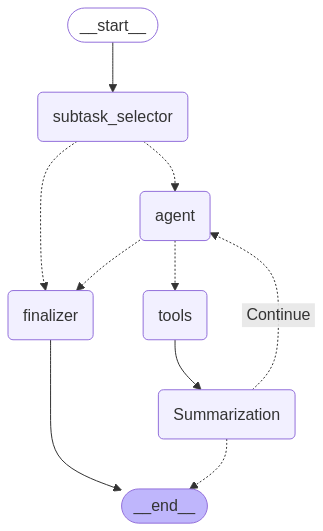 __start__
subtask_selector
agent
finalizer
tools
Continue
Summarization
__end__